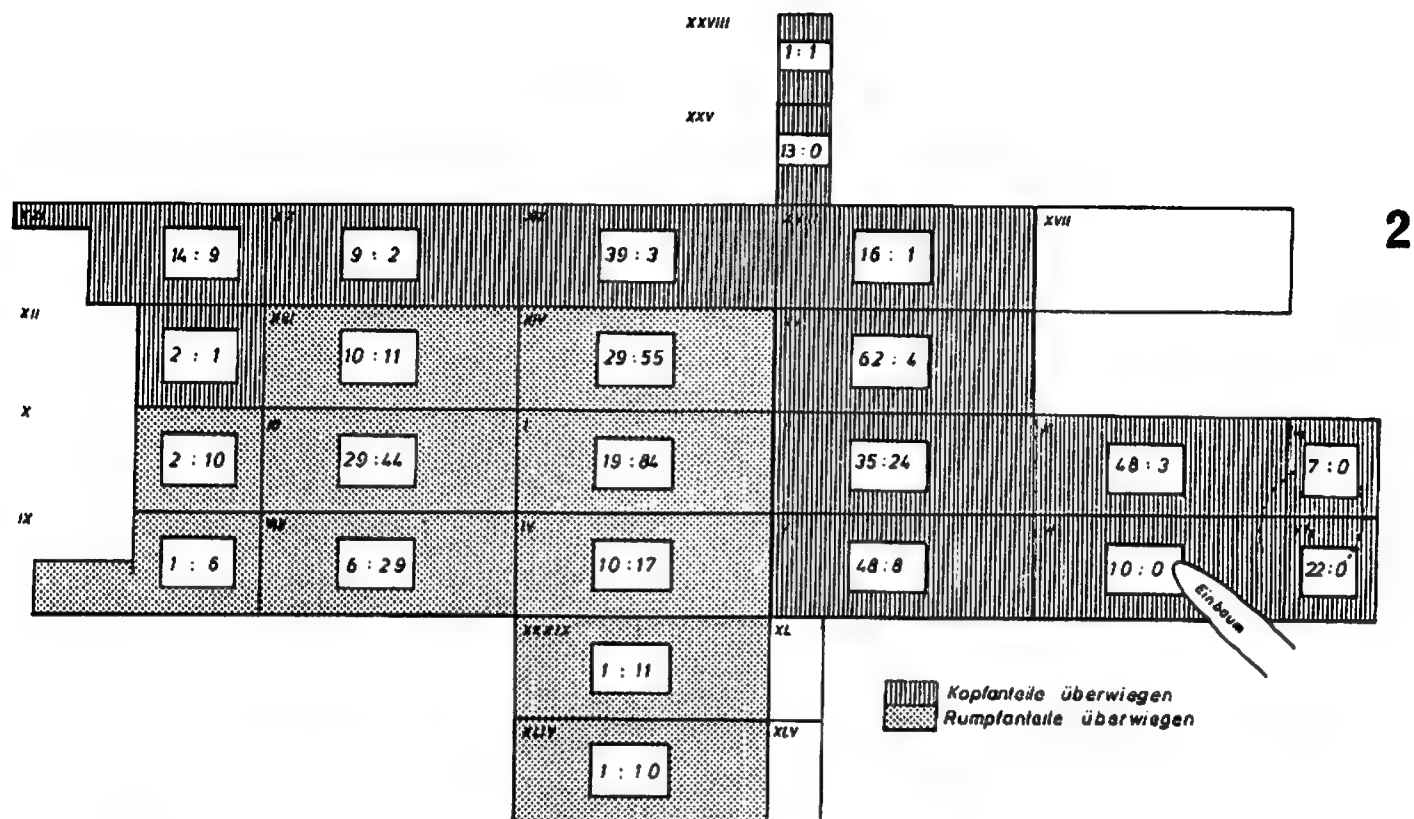 XXVIII
1 : 1
XXV
13 : 0
XVII
2
14 : 9
9 : 2
39 : 3
16 : 1
XII
XIV
2 : 1
10 : 11
29 : 55
62 : 4
X
I
2 : 10
29 : 44
19 : 84
35 : 24
48 : 3
7 : 0
IX
IV
1 : 6
6 : 29
10 : 17
48 : 8
10 : 0
22 : 0
Einbaum
XXXIX
XL
1 : 11
Kopfanteile überwiegen
Rumpfanteile überwiegen
XLIV
XLV
1 : 10